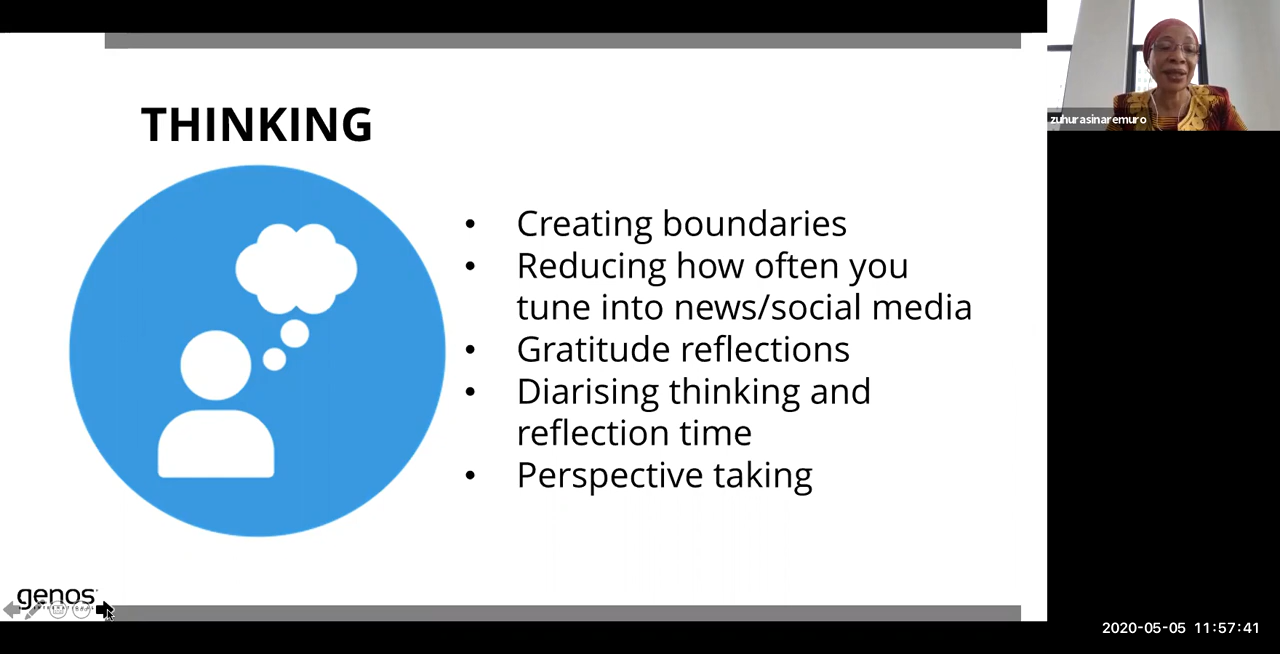 THINKING
zuhurasinaremuro
• Creating boundaries
• Reducing how often you
tune into news/social media
• Gratitude reflections
• Diarising thinking and
reflection time
• Perspective taking
genos
2020-05-05 11:57:41